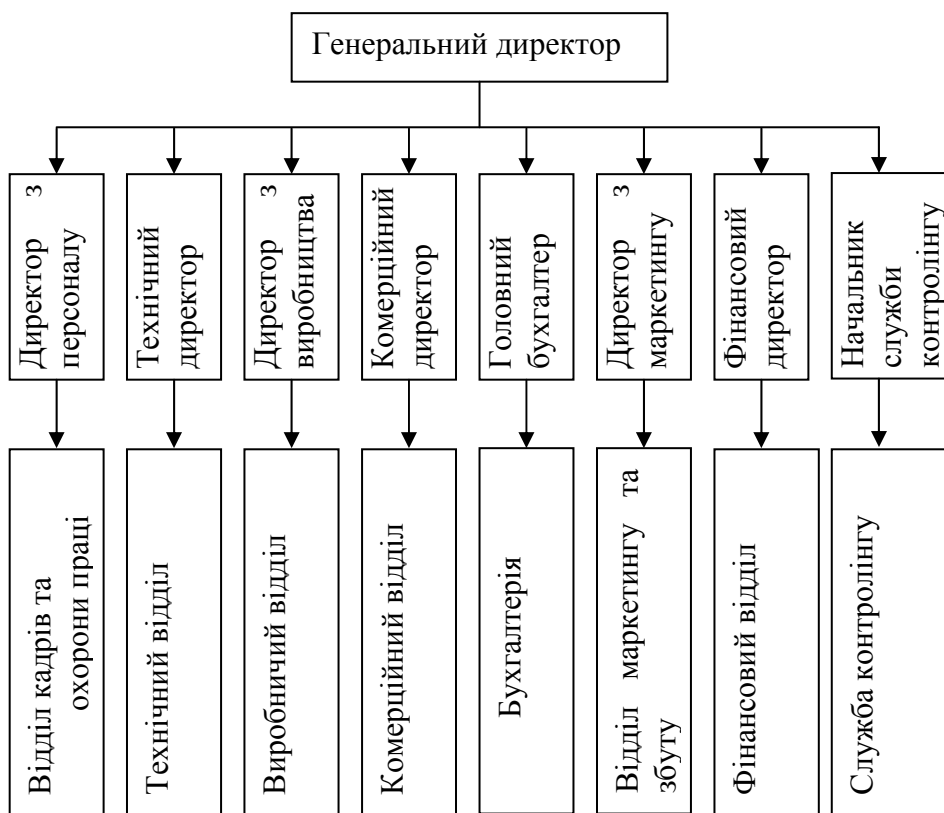 Генеральний директор
Директор з
персоналу
Технічний
директор
Директор з
виробництва
Комерційний
директор
Головний
бухгалтер
Директор з
маркетингу
Фінансовий
директор
Начальник
служби
контролінгу
Відділ кадрів та
охорони праці
Технічний відділ
Виробничий відділ
Комерційний відділ
Бухгалтерія
Відділ маркетингу та
збуту
Фінансовий відділ
Служба контролінгу